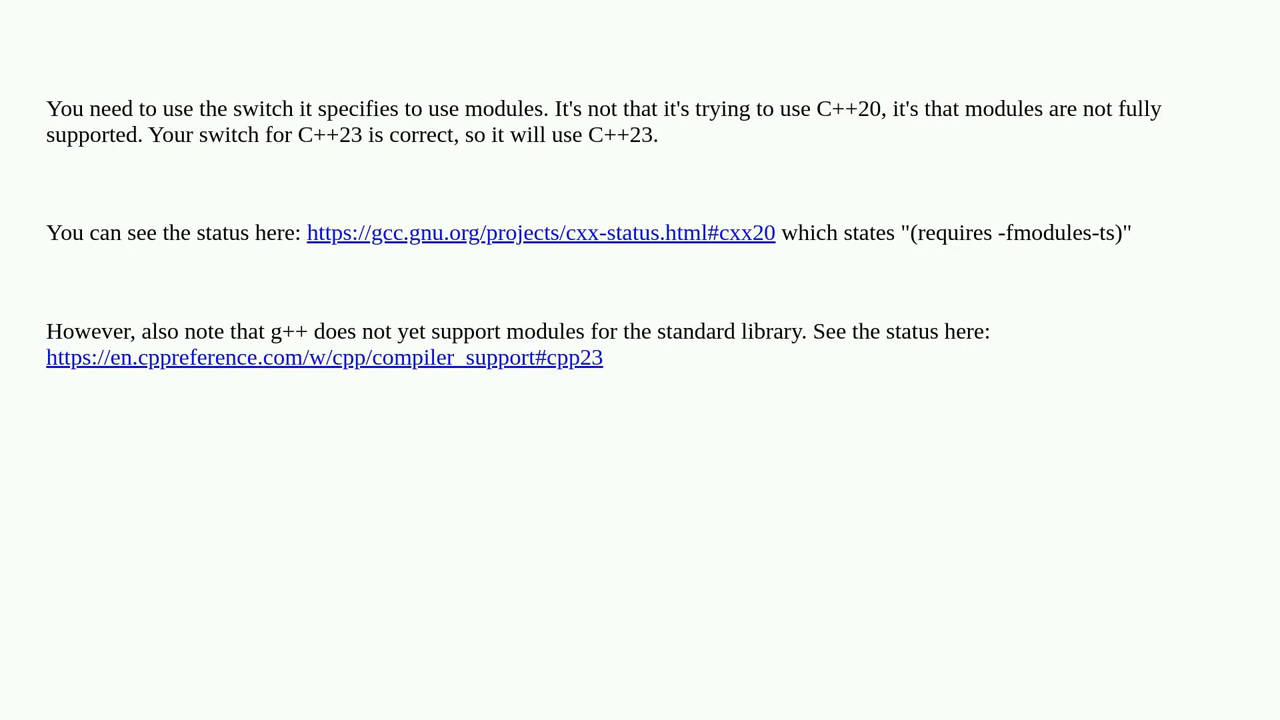 You need to use the switch it specifies to use modules. It's not that it's trying to use C++20, it's that modules are not fully
supported. Your switch for C++23 is correct, so it will use C++23.
You can see the status here: https://gcc.gnu.org/projects/cxx-status.html#cxx20 which states "(requires -fmodules-ts)"
However, also note that g++ does not yet support modules for the standard library. See the status here:
https://en.cppreference.com/w/cpp/compiler_support#cpp23